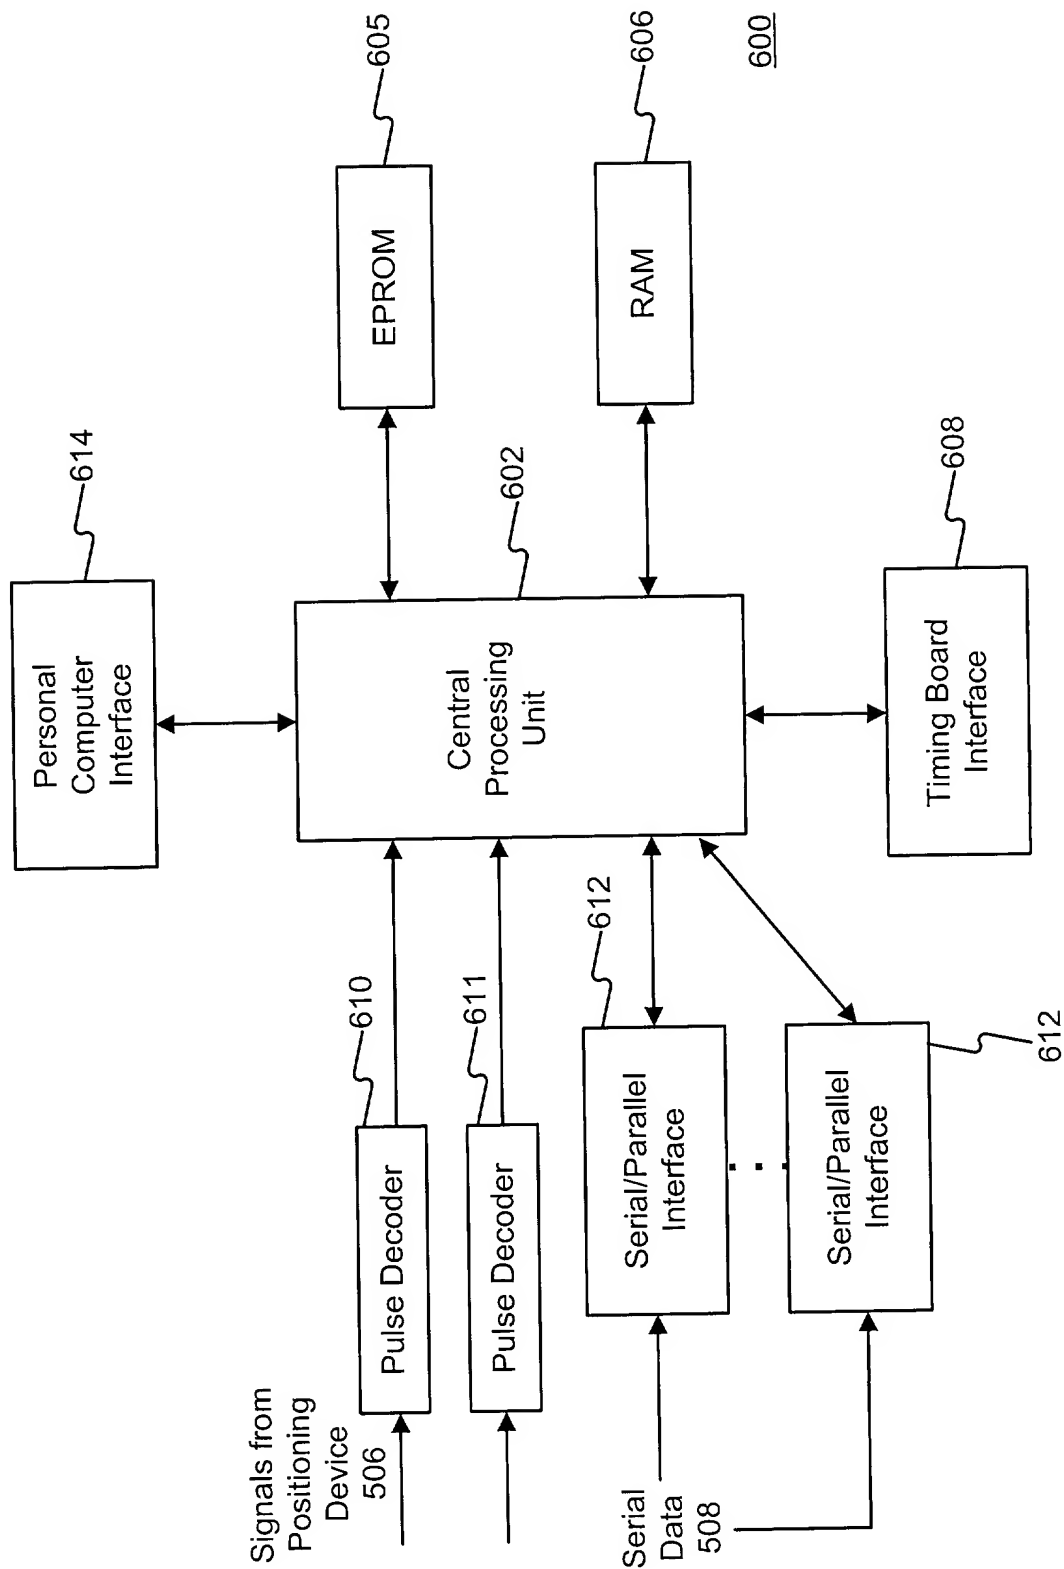 600
Personal
Computer
Interface
614
Signals from
Positioning
Device
506
Pulse Decoder
610
Pulse Decoder
611
Central
Processing
Unit
602
EPROM
605
RAM
606
Serial
Data
508
Serial/Parallel
Interface
612
Serial/Parallel
Interface
612
Timing Board
Interface
608